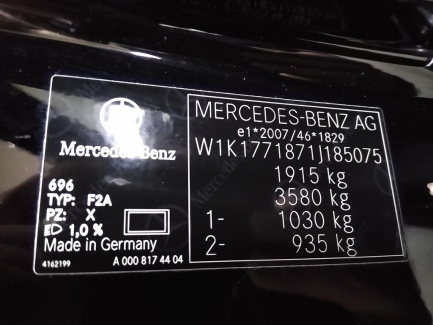 Mercedes-Benz
696
TYP: F2A
PZ: X
1,0 %
Made in Germany
4162199 A 000 817 44 04
MERCEDES-BENZ AG
e1*2007/46*1829
W1K1771871J185075
1915 kg
3580 kg
1- 1030 kg
2- 935 kg